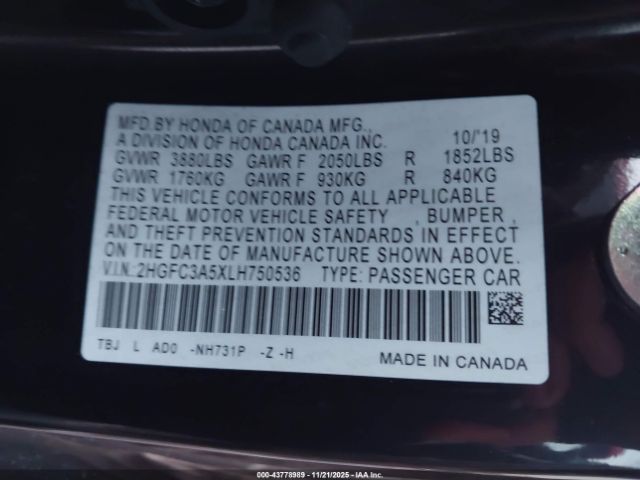 MFD.BY HONDA OF CANADA MFG.,
A DIVISION OF HONDA CANADA INC. 10/'19
GVWR 3880LBS GAWR F 2050LBS R 1852LBS
GVWR 1760KG GAWR F 930KG R 840KG
THIS VEHICLE CONFORMS TO ALL APPLICABLE
FEDERAL MOTOR VEHICLE SAFETY , BUMPER ,
AND THEFT PREVENTION STANDARDS IN EFFECT
ON THE DATE OF MANUFACTURE SHOWN ABOVE.
V.I.N.:2HGFC3A5XLH750536 TYPE: PASSENGER CAR
TBJ L AD0 -NH731P -Z -H
MADE IN CANADA
000-43778989 - 11/21/2025 - IAA Inc.